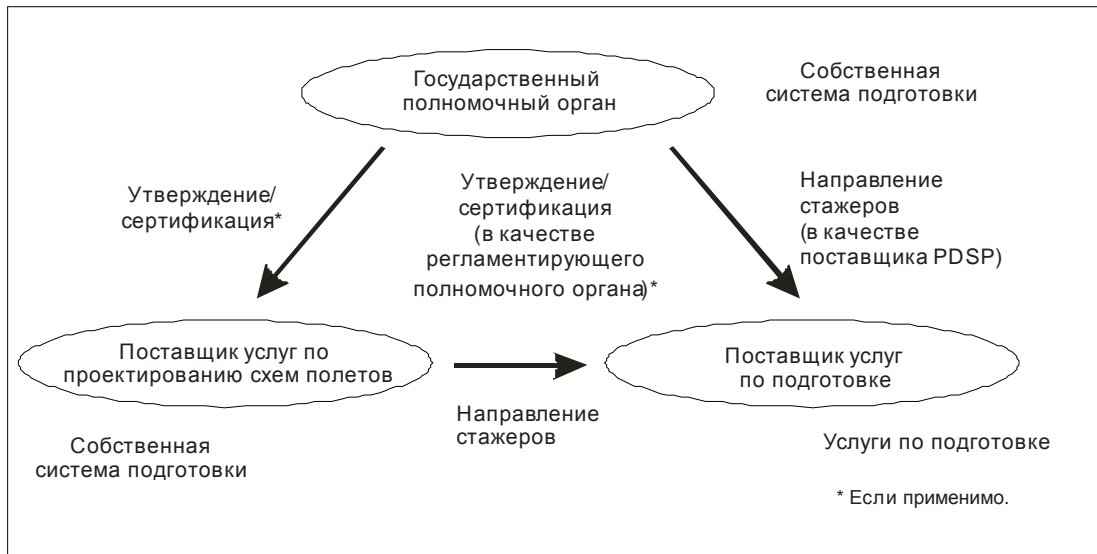 Государственный
полномочный орган
Собственная
система подготовки
Утверждение/
сертификация*
Утверждение/
сертификация
(в качестве
регламентирующего
полномочного органа)*
Направление
стажеров
(в качестве
поставщика PDSP)
Поставщик услуг по
проектированию схем полетов
Направление
стажеров
Поставщик услуг
по подготовке
Собственная
система подготовки
Услуги по подготовке
* Если применимо.